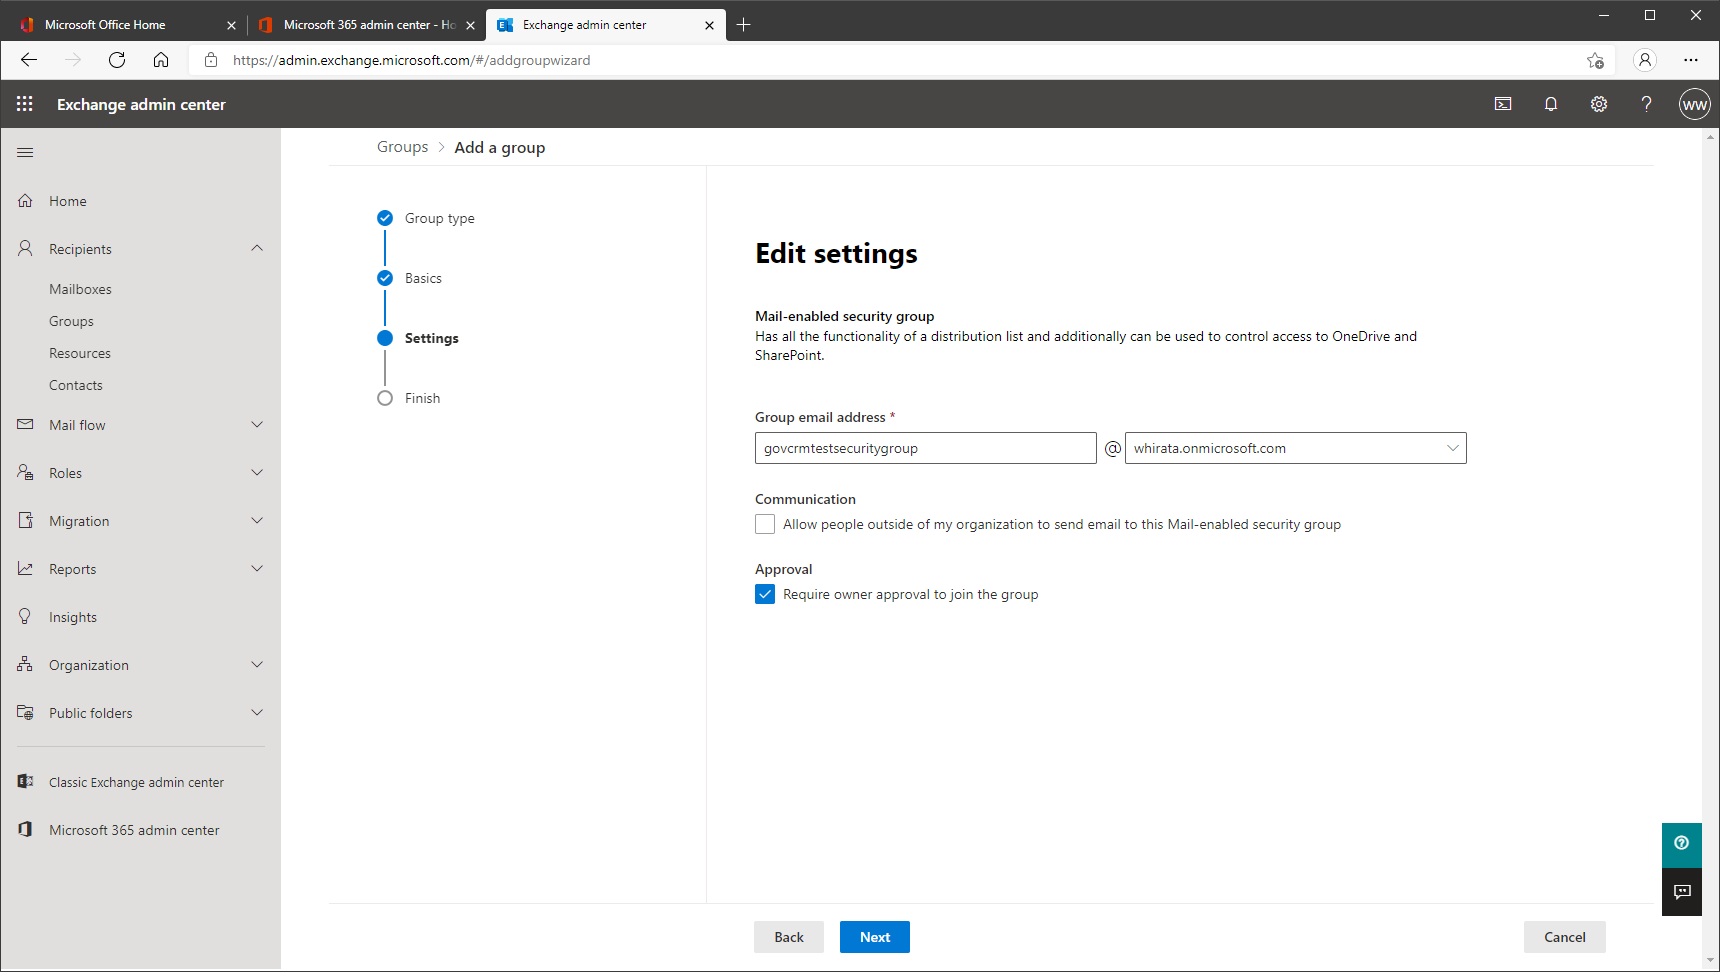 Microsoft Office Home
Microsoft 365 admin center - Ho
Exchange admin center
https://admin.exchange.microsoft.com/#/addgroupwizard
Exchange admin center
WW
Groups > Add a group
Home
Recipients
Mailboxes
Groups
Resources
Contacts
Mail flow
Roles
Migration
Reports
Insights
Organization
Public folders
Classic Exchange admin center
Microsoft 365 admin center
Group type
Basics
Settings
Finish
Edit settings
Mail-enabled security group
Has all the functionality of a distribution list and additionally can be used to control access to OneDrive and
SharePoint.
Group email address *
govcrmtestsecuritygroup @ whirata.onmicrosoft.com
Communication
Allow people outside of my organization to send email to this Mail-enabled security group
Approval
Require owner approval to join the group
Back
Next
Cancel